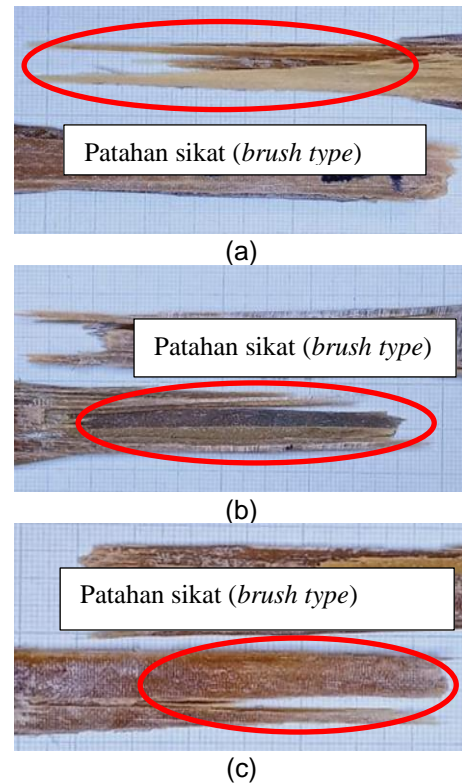 Patahan sikat (brush type)
(a)
Patahan sikat (brush type)
(b)
Patahan sikat (brush type)
(c)